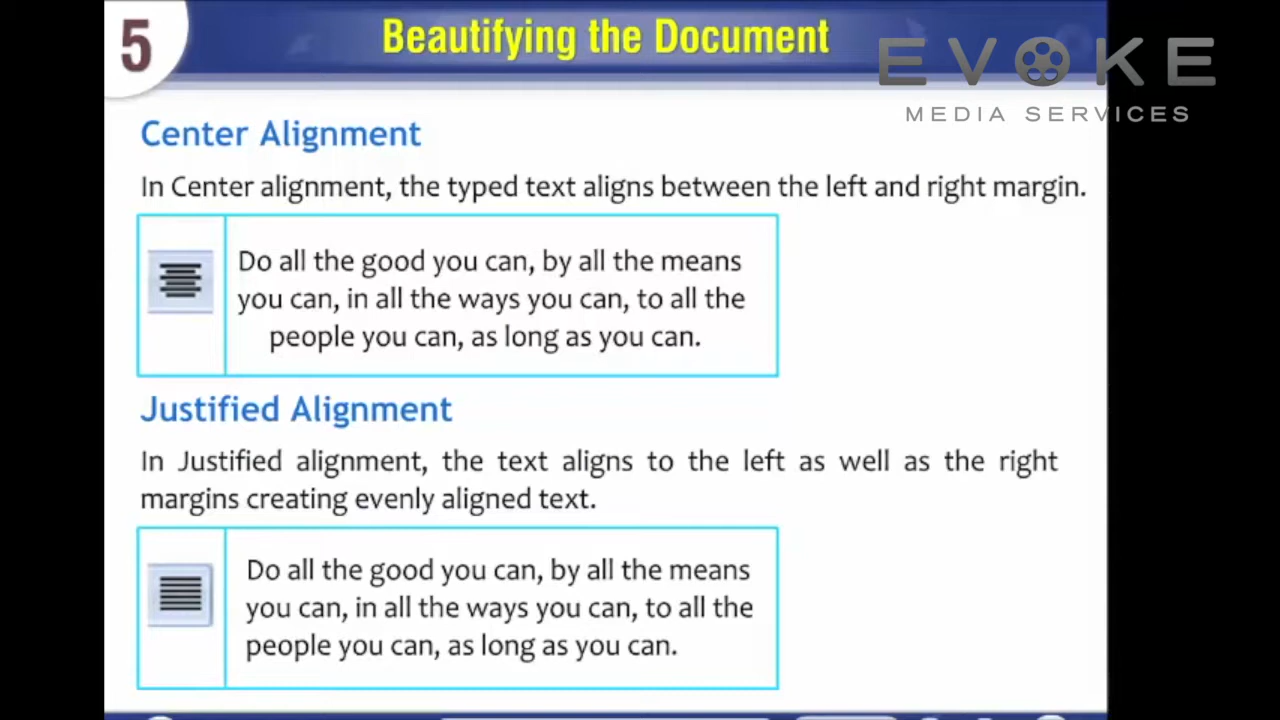 5
Beautifying the Document
EVOKE
MEDIA SERVICES
Center Alignment
In Center alignment, the typed text aligns between the left and right margin.
Do all the good you can, by all the means
you can, in all the ways you can, to all the
people you can, as long as you can.
Justified Alignment
In Justified alignment, the text aligns to the left as well as the right
margins creating evenly aligned text.
Do all the good you can, by all the means
you can, in all the ways you can, to all the
people you can, as long as you can.